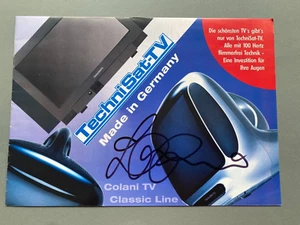 Die schönsten TV's gibt's
nur von TechniSat-TV.
Alle mit 100 Hertz
flimmerfrei Technik -
Eine Investition für
Ihre Augen
TechniSat-TV
Made in Germany
Colani TV
Classic Line